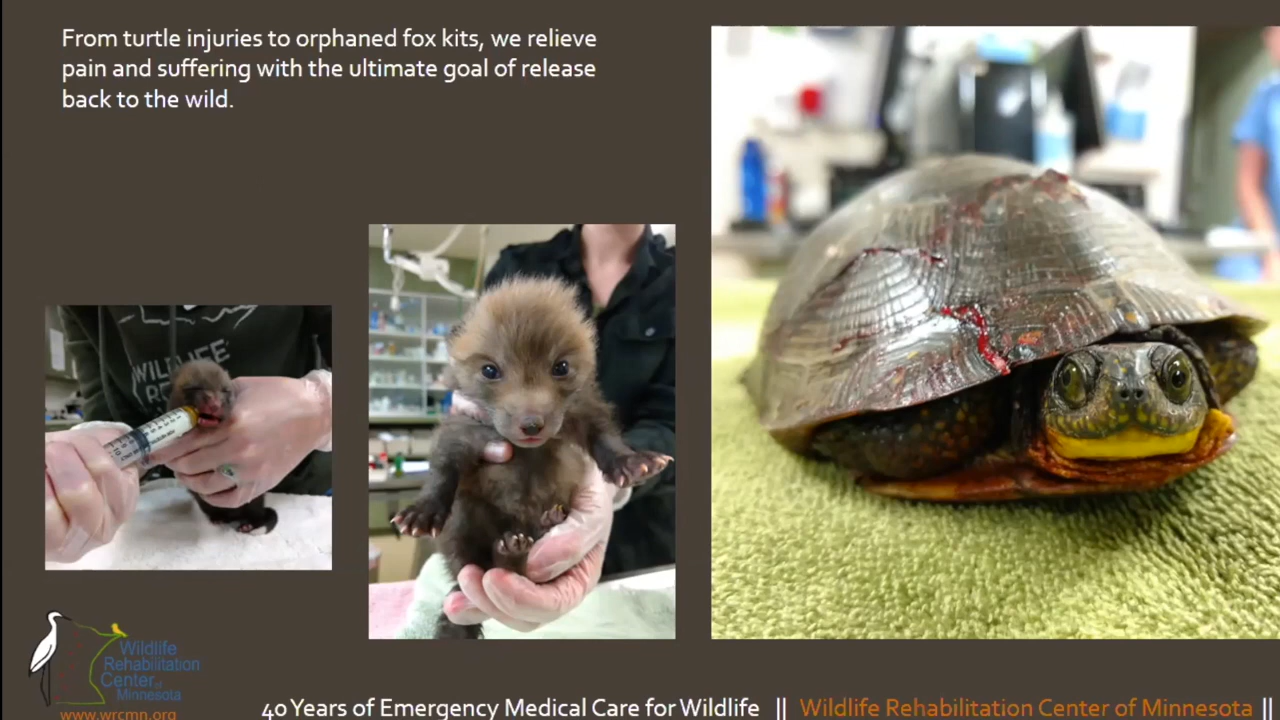 From turtle injuries to orphaned fox kits, we relieve
pain and suffering with the ultimate goal of release
back to the wild.
WILDLIFE
Wildlife
Rehabilitation
Center of
Minnesota
www.wrcmn.org
40 Years of Emergency Medical Care for Wildlife || Wildlife Rehabilitation Center of Minnesota ||